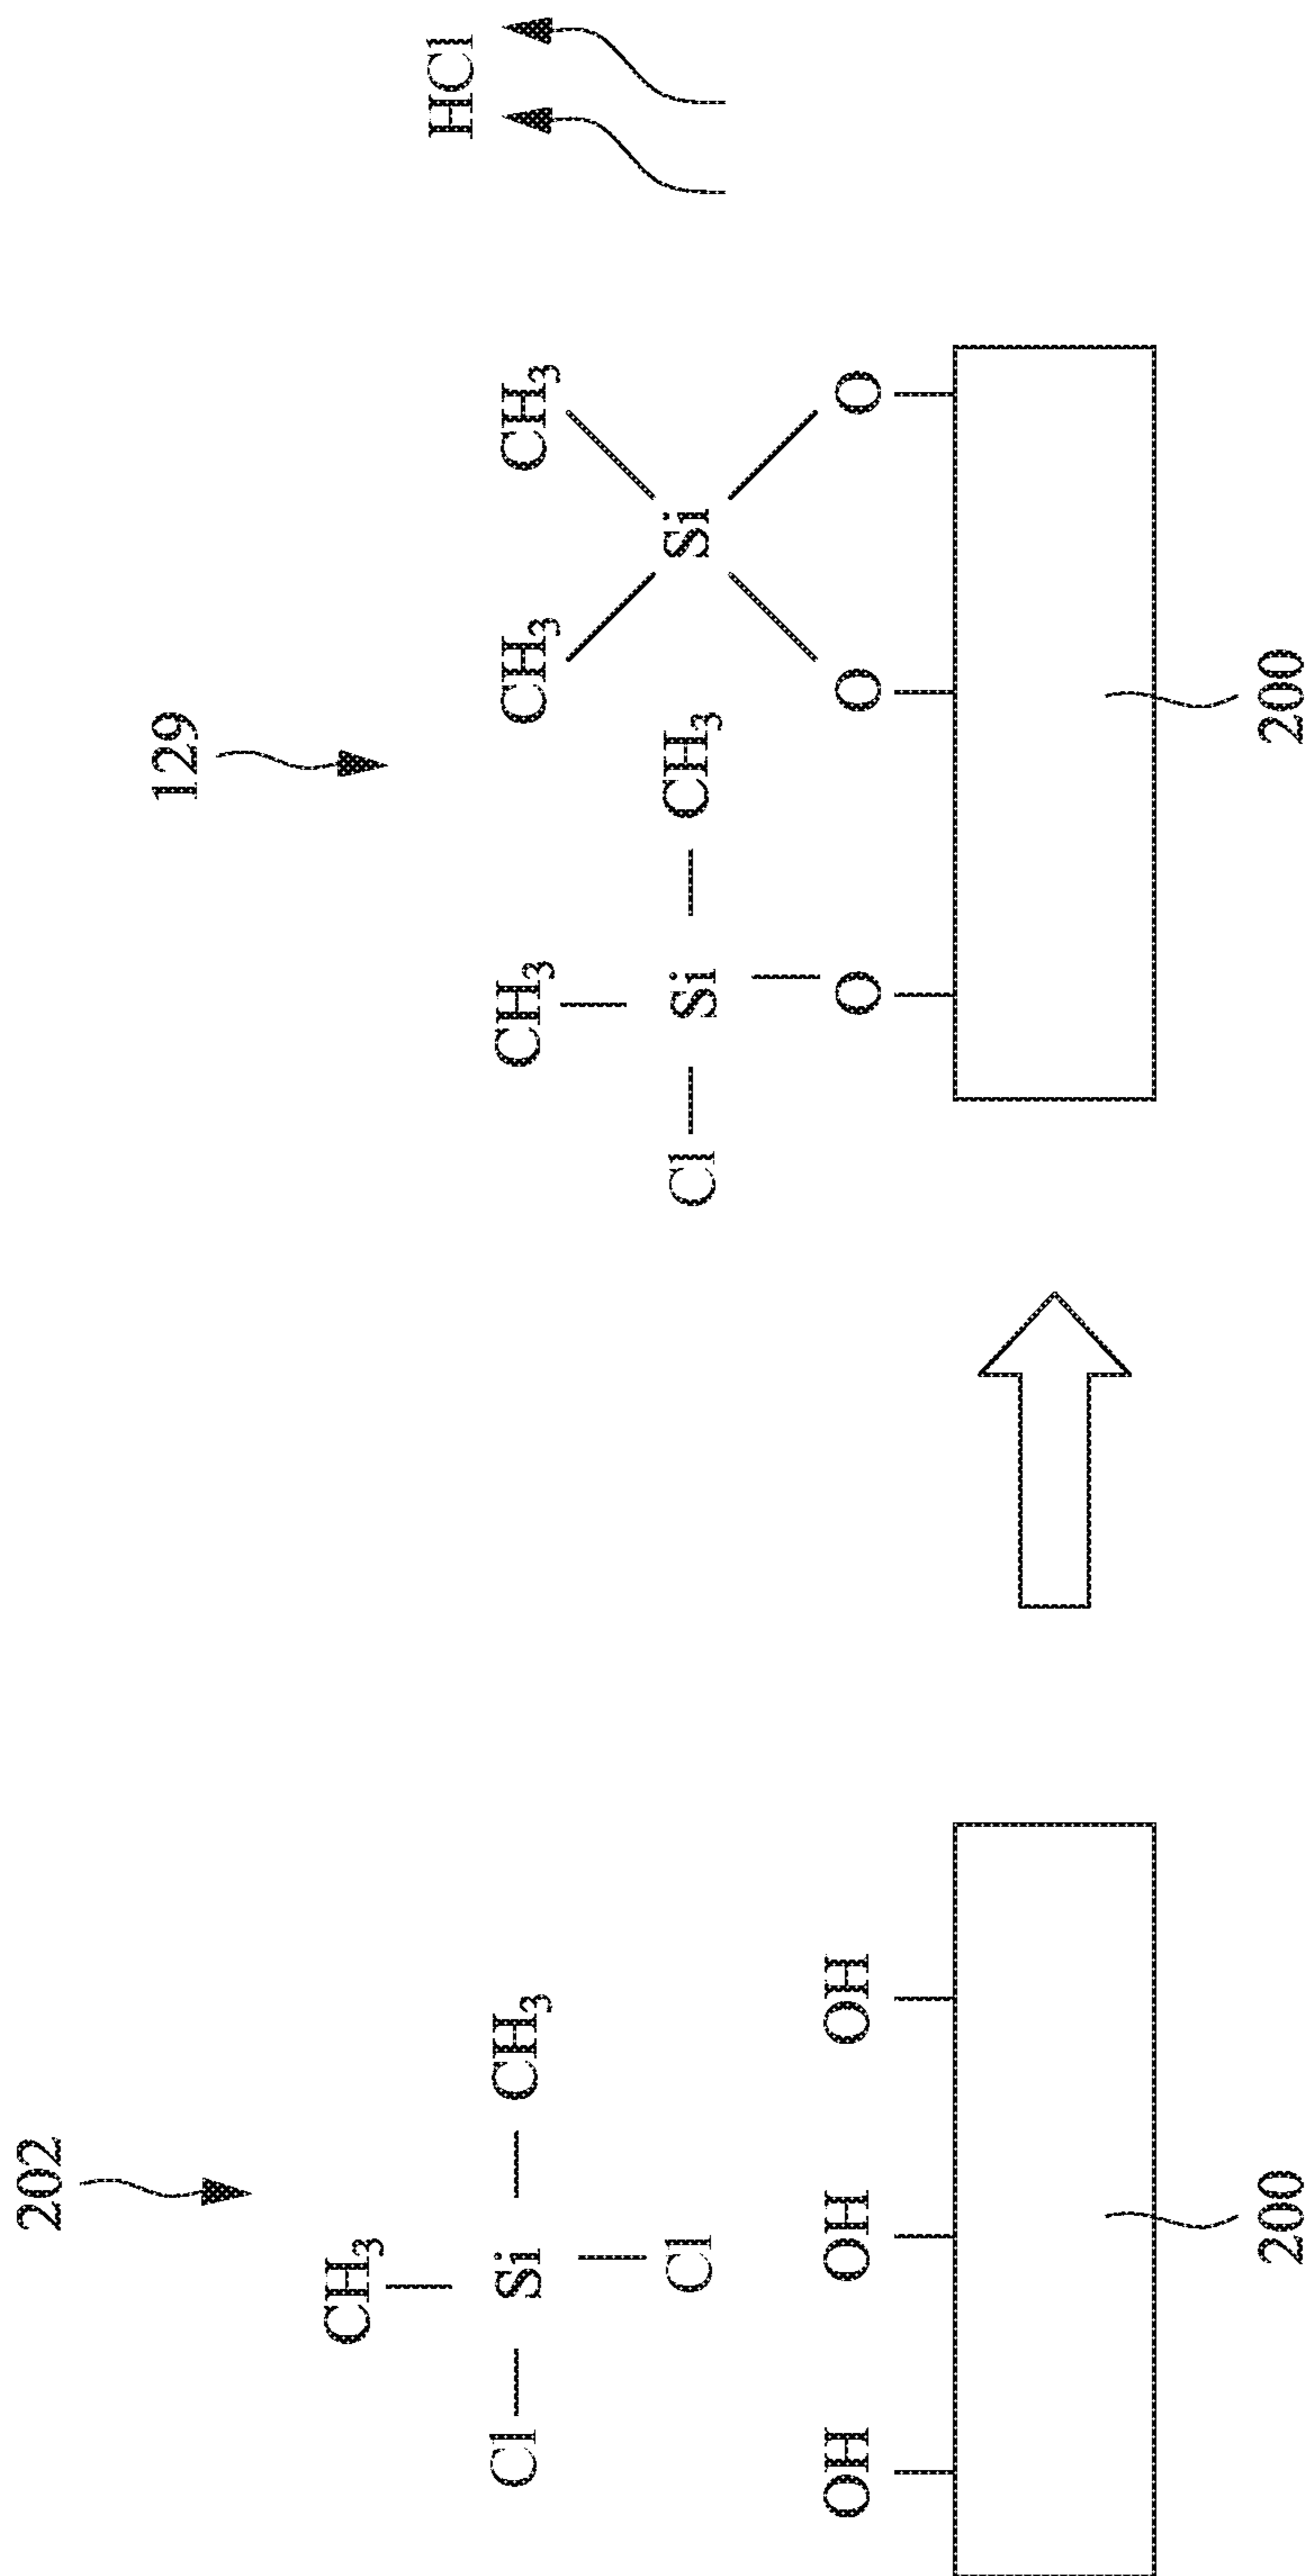 202
CH₃
Cl — Si — CH₃
Cl
OH OH OH
200
129
HCl
CH₃ CH₃ CH₃
Cl — Si — CH₃ Si
O O O
200